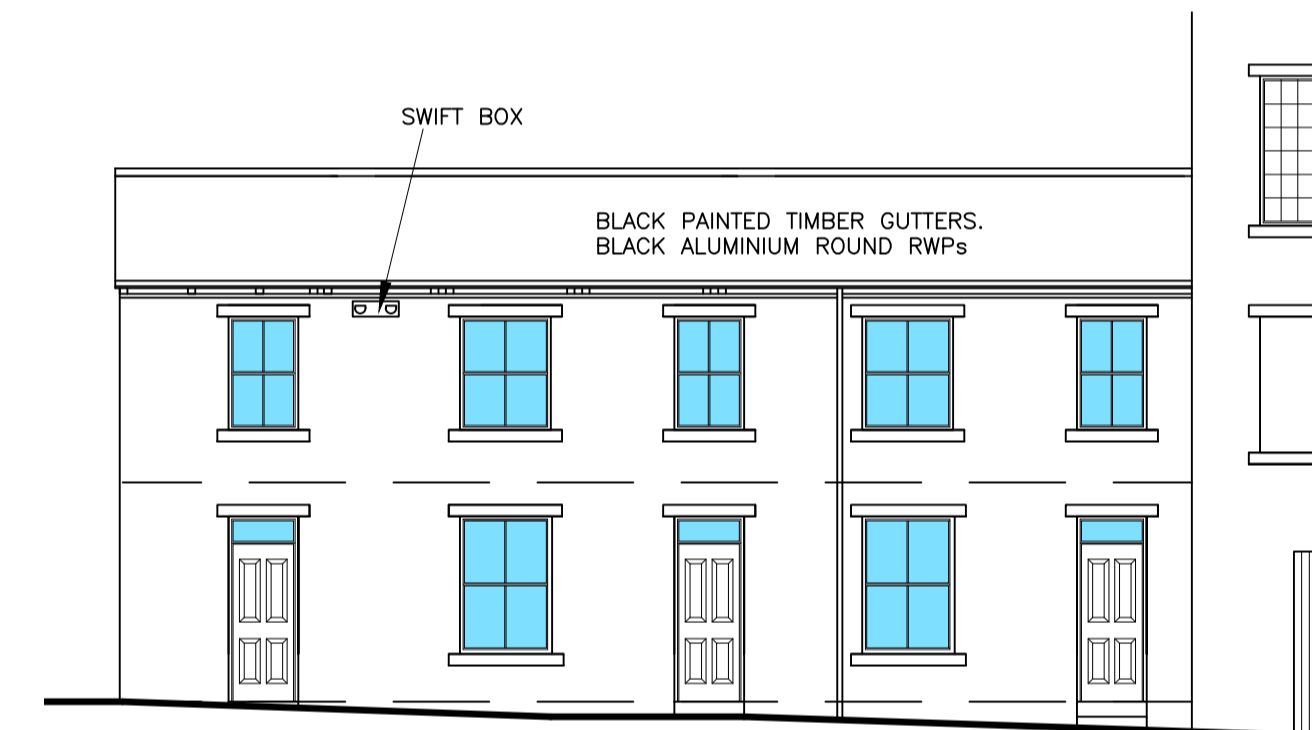 SWIFT BOX
BLACK PAINTED TIMBER GUTTERS.
BLACK ALUMINIUM ROUND RWPs